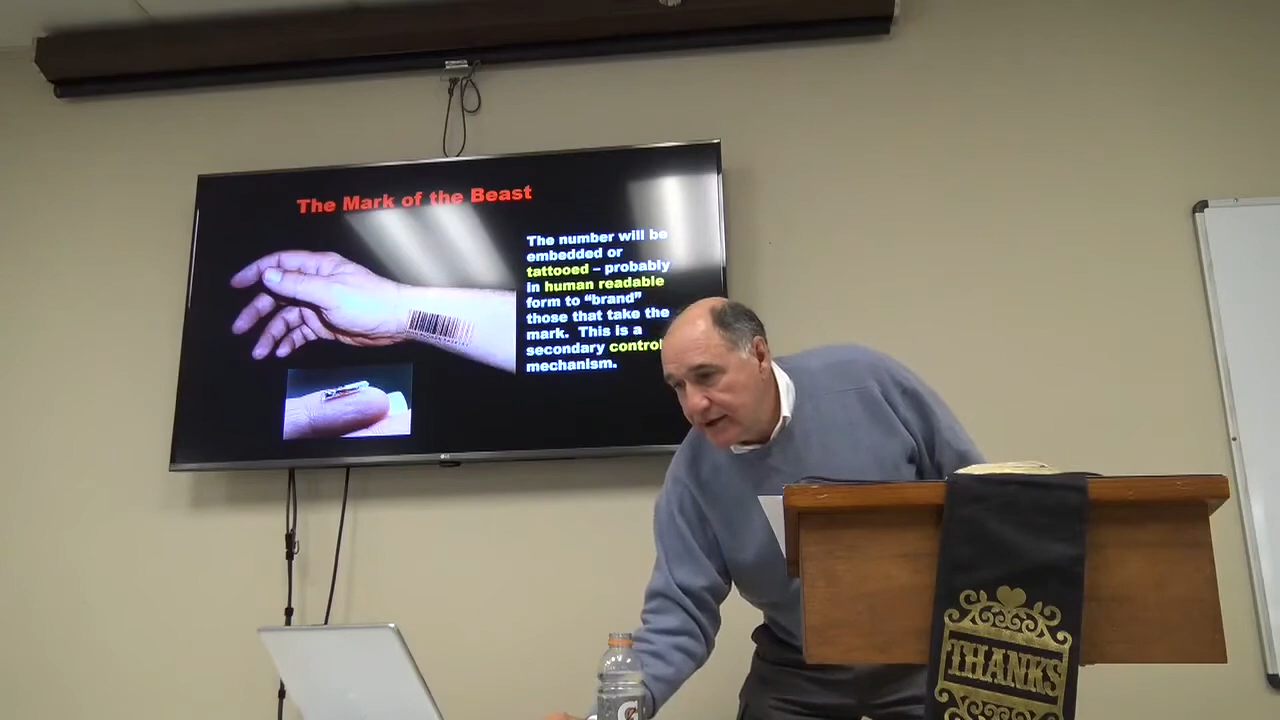 The Mark of the Beast
The number will be
embedded or
tattooed – probably
in human readable
form to “brand”
those that take the
mark. This is a
secondary control
mechanism.
LG
G
THANKS